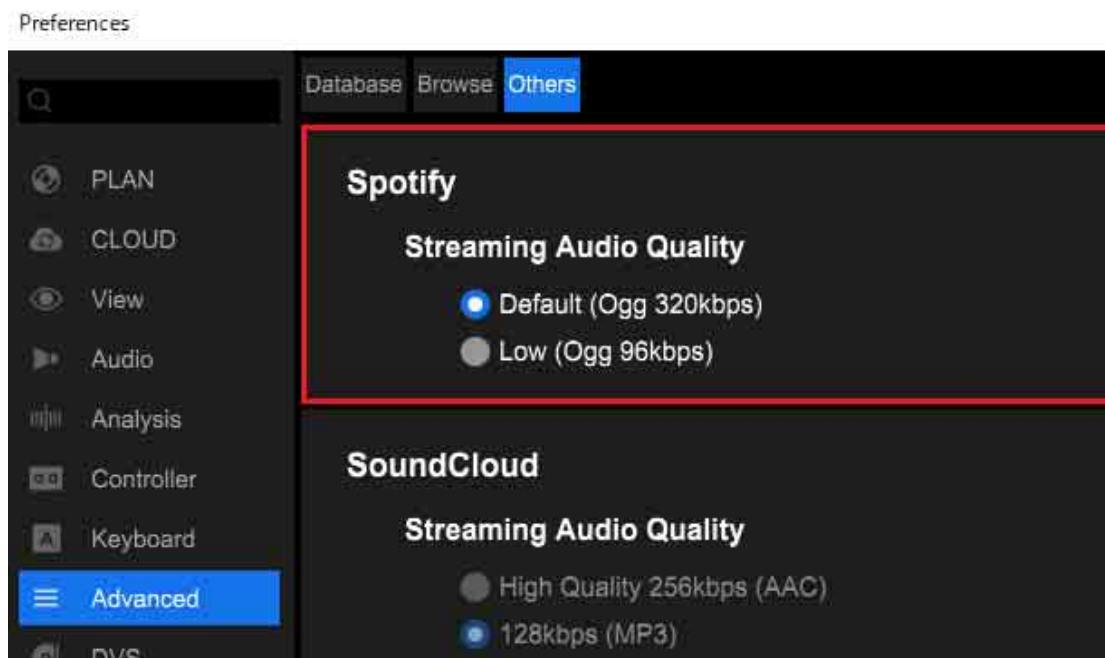 Preferences
Database Browse Others
PLAN
CLOUD
View
Audio
Analysis
Controller
Keyboard
Advanced
DVS
Spotify
Streaming Audio Quality
Default (Ogg 320kbps)
Low (Ogg 96kbps)
SoundCloud
Streaming Audio Quality
High Quality 256kbps (AAC)
128kbps (MP3)